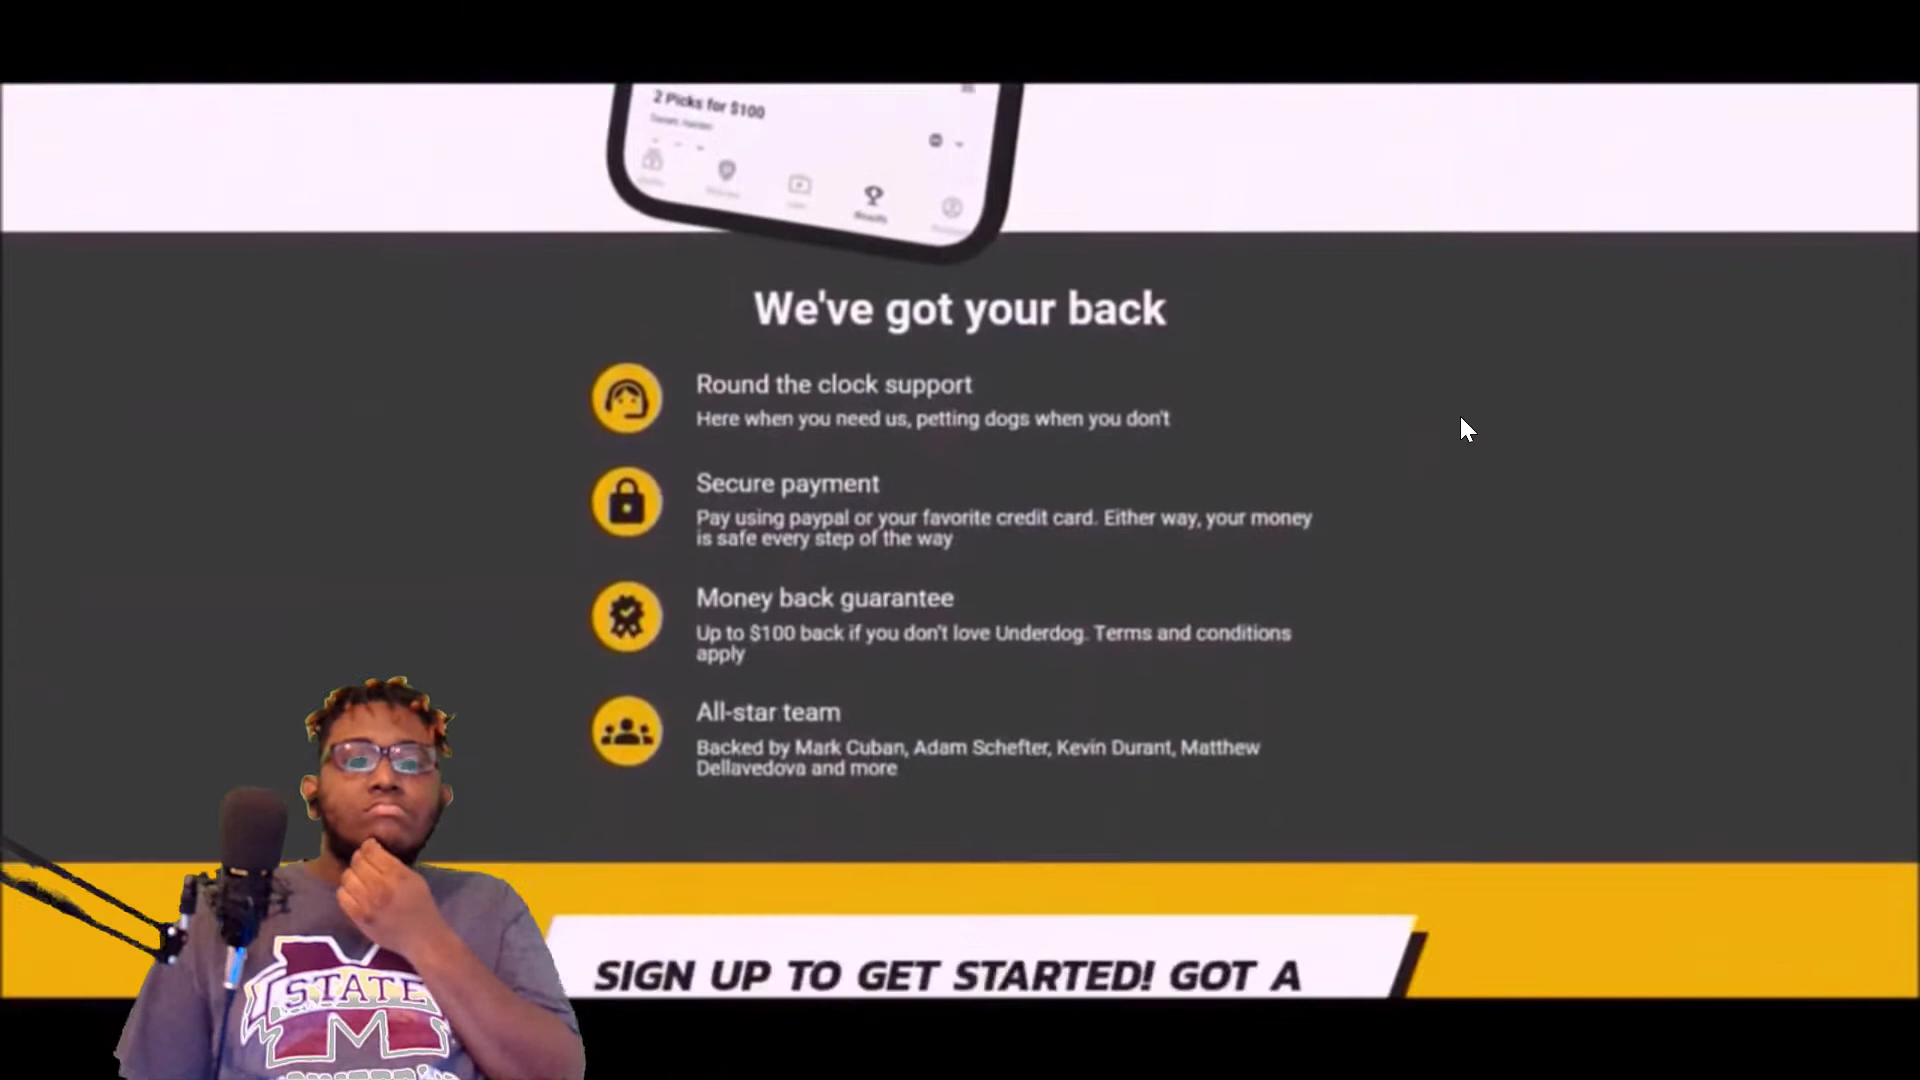 2 Picks for $100
Results
We've got your back
Round the clock support
Here when you need us, petting dogs when you don't
Secure payment
Pay using paypal or your favorite credit card. Either way, your money
is safe every step of the way
Money back guarantee
Up to $100 back if you don't love Underdog. Terms and conditions
apply
All-star team
Backed by Mark Cuban, Adam Schefter, Kevin Durant, Matthew
Dellavedova and more
SIGN UP TO GET STARTED! GOT A
STATE
M